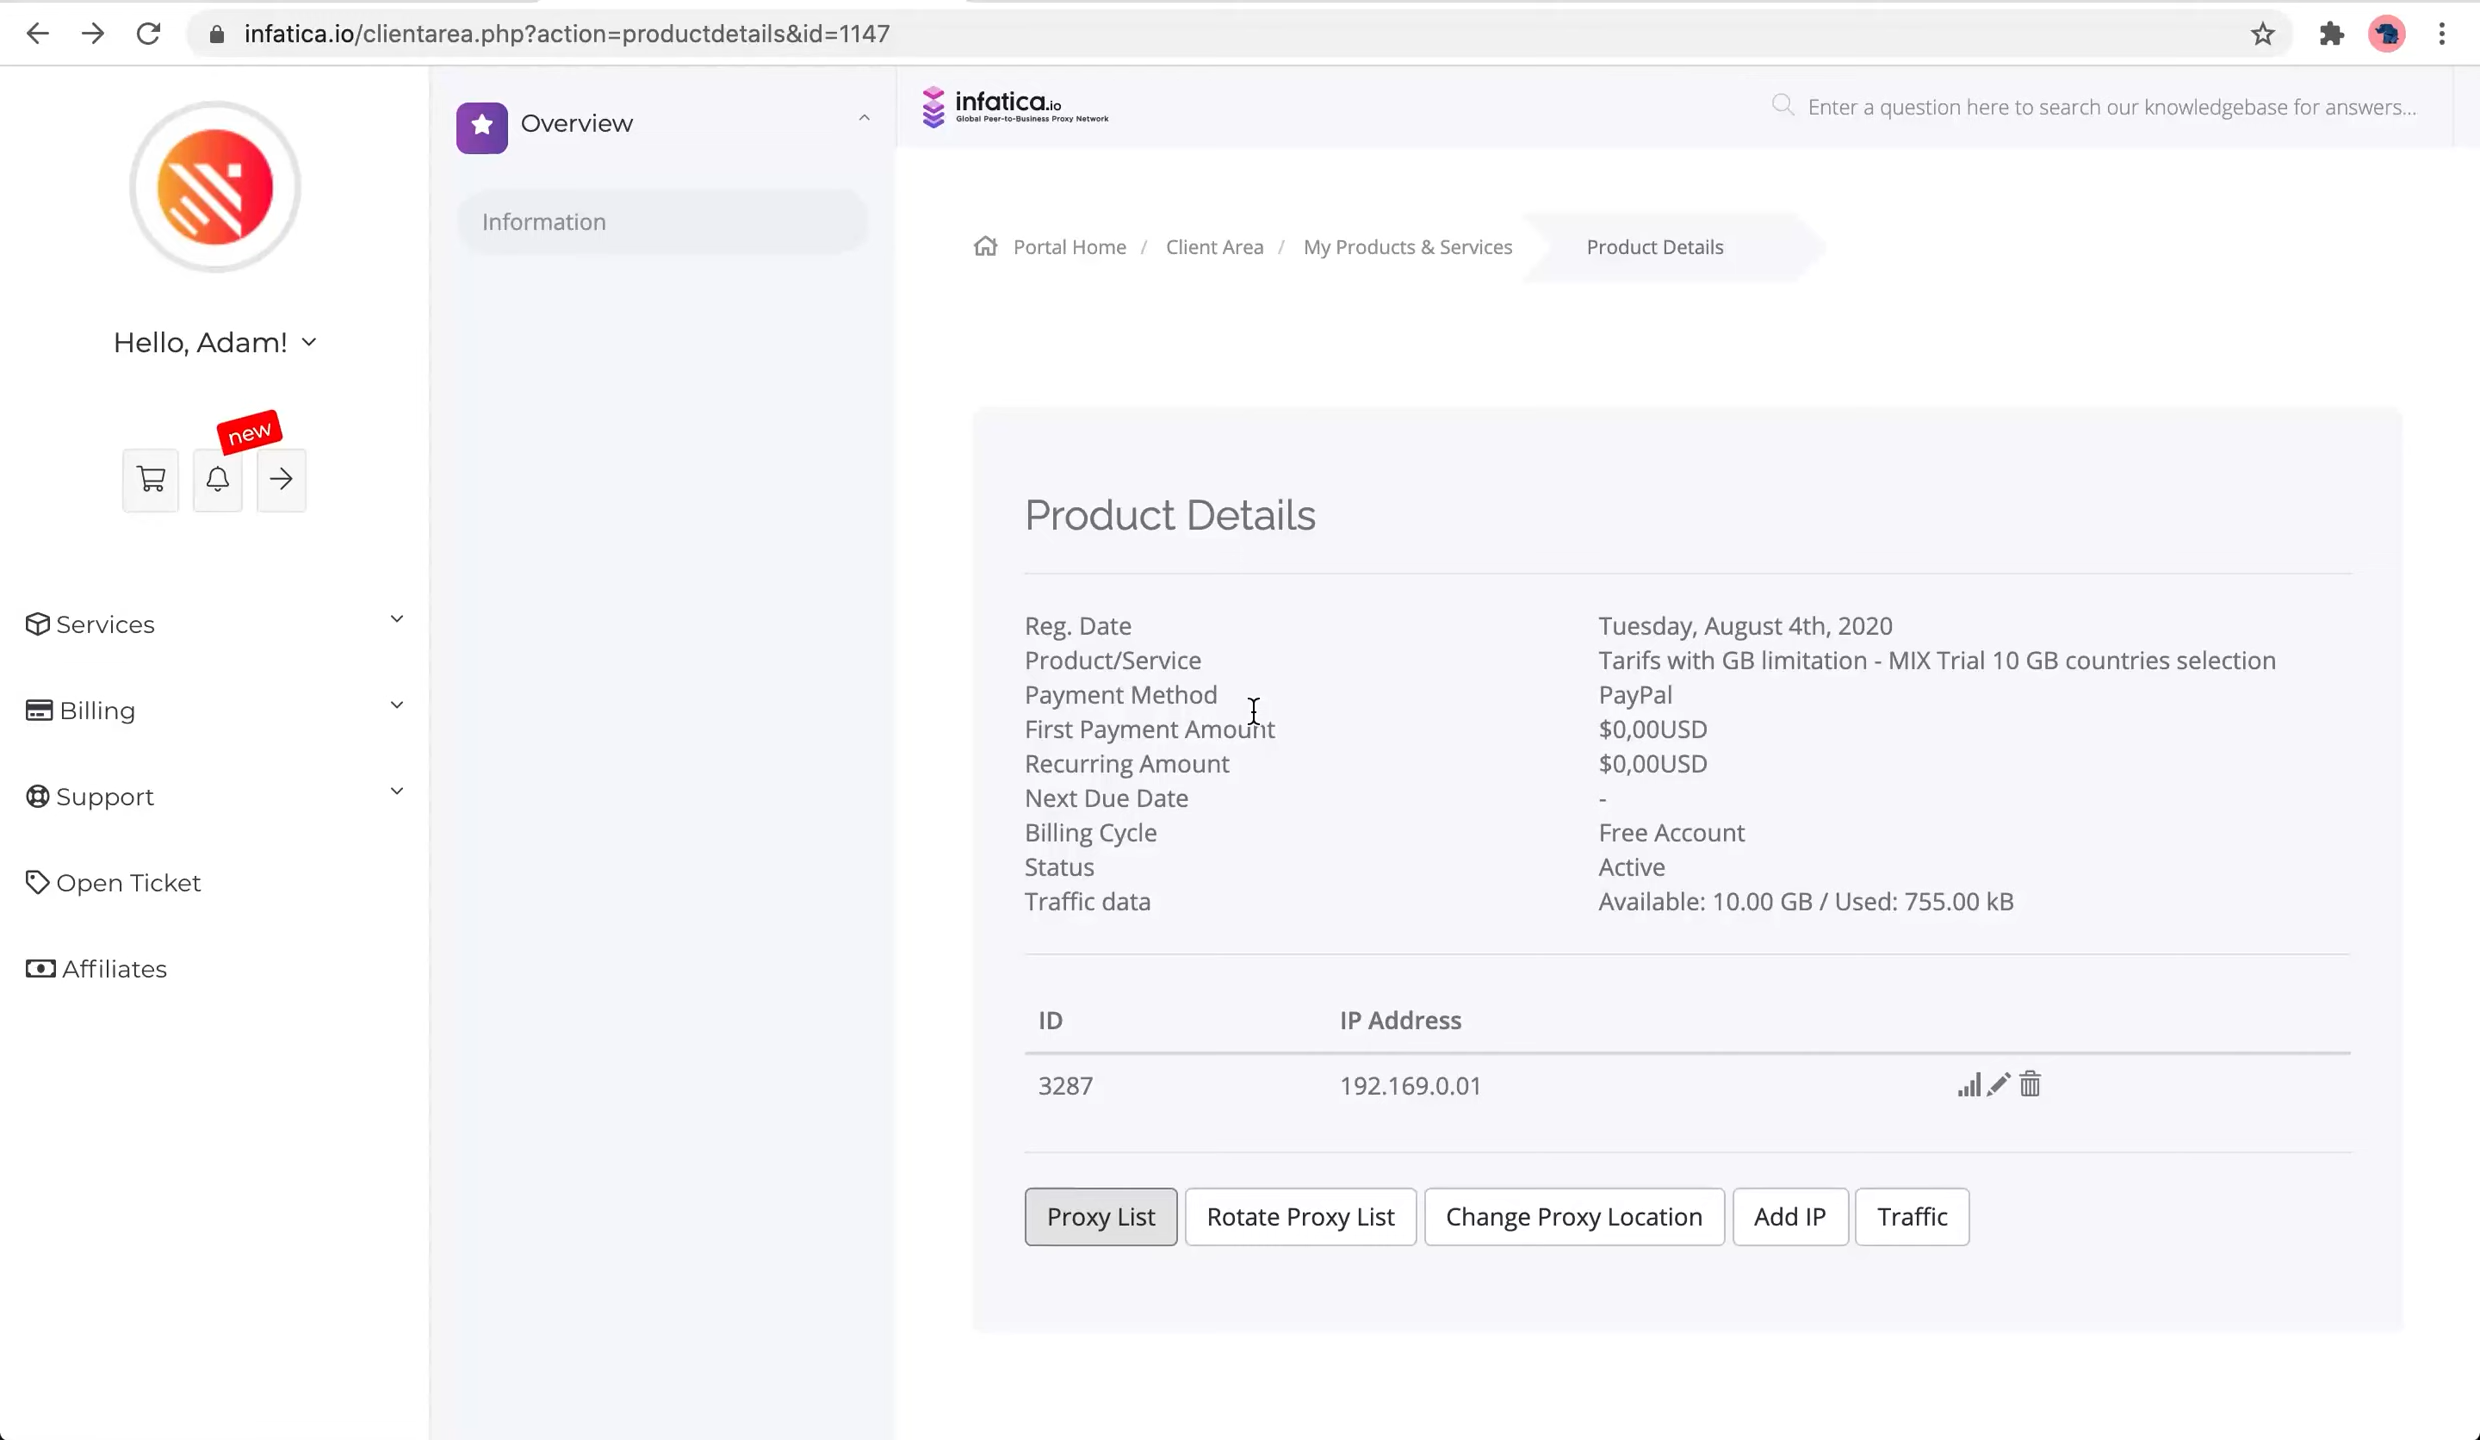 infatica.io/clientarea.php?action=productdetails&id=1147
Overview
Information
infatica.io
Global Peer-to-Business Proxy Network
Enter a question here to search our knowledgebase for answers...
Portal Home / Client Area / My Products & Services Product Details
Hello, Adam!
new
Services
Billing
Support
Open Ticket
Affiliates
Product Details
Reg. Date Tuesday, August 4th, 2020
Product/Service Tarifs with GB limitation - MIX Trial 10 GB countries selection
Payment Method PayPal
First Payment Amount $0,00USD
Recurring Amount $0,00USD
Next Due Date -
Billing Cycle Free Account
Status Active
Traffic data Available: 10.00 GB / Used: 755.00 kB
ID IP Address
3287 192.169.0.01
Proxy List Rotate Proxy List Change Proxy Location Add IP Traffic